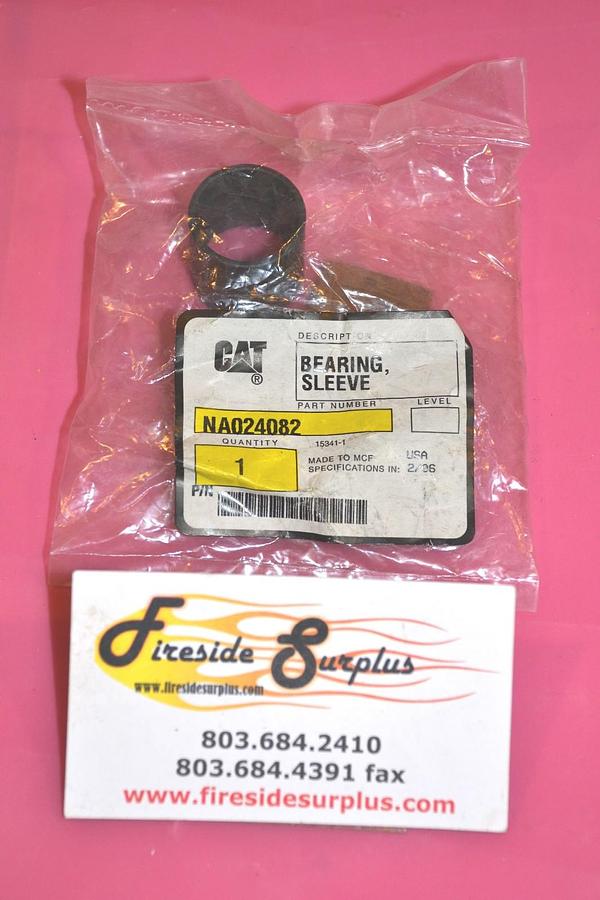 CAT®
DESCRIPTION
BEARING,
SLEEVE
PART NUMBER
LEVEL
NA024082
QUANTITY
15341-1
1
MADE TO MCF
SPECIFICATIONS IN:
USA
2/06
P/N
Fireside Surplus
www.firesidesurplus.com
803.684.2410
803.684.4391 fax
www.firesidesurplus.com